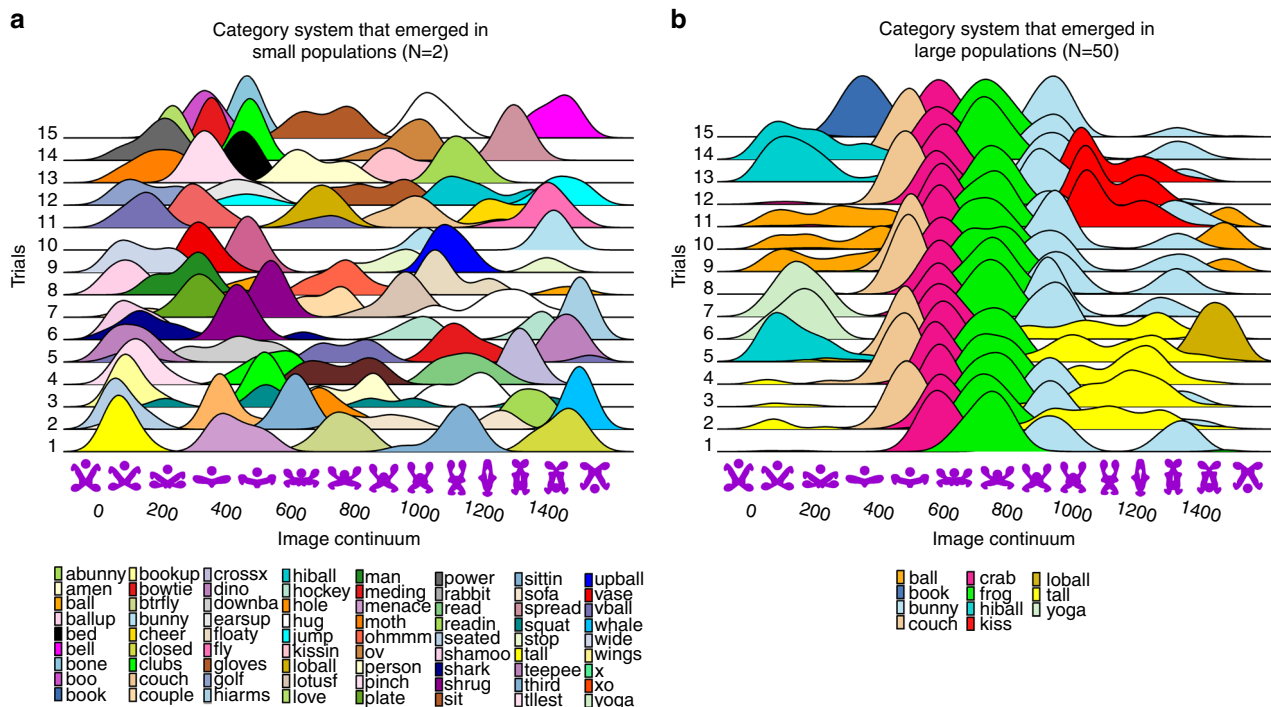 a
Category system that emerged in
small populations (N=2)
Trials
15
14
13
12
11
10
9
8
7
6
5
4
3
2
1
0 200 400 600 800 1000 1200 1400
Image continuum
abunny
amen
ball
ballup
bed
bell
bone
boo
book
bookup
bowtie
btrfly
bunny
cheer
closed
clubs
couch
couple
crossx
dino
downba
earsup
floaty
fly
gloves
golf
hiarms
hiball
hockey
hole
hug
jump
kissin
loball
lotusf
love
man
meding
menace
moth
ohmmm
ov
person
pinch
plate
power
rabbit
read
readin
seated
shamoo
shark
shrug
sit
sittin
sofa
spread
squat
stop
tall
teepee
third
tllest
upball
vase
vball
whale
wide
wings
x
xo
yoga
b
Category system that emerged in
large populations (N=50)
Trials
15
14
13
12
11
10
9
8
7
6
5
4
3
2
1
0 200 400 600 800 1000 1200 1400
Image continuum
ball
book
bunny
couch
crab
frog
hiball
kiss
loball
tall
yoga